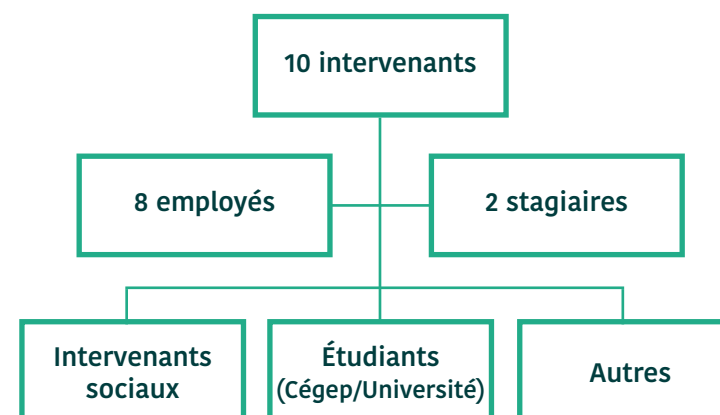 10 intervenants
8 employés
2 stagiaires
Intervenants
sociaux
Étudiants
(Cégep/Université)
Autres